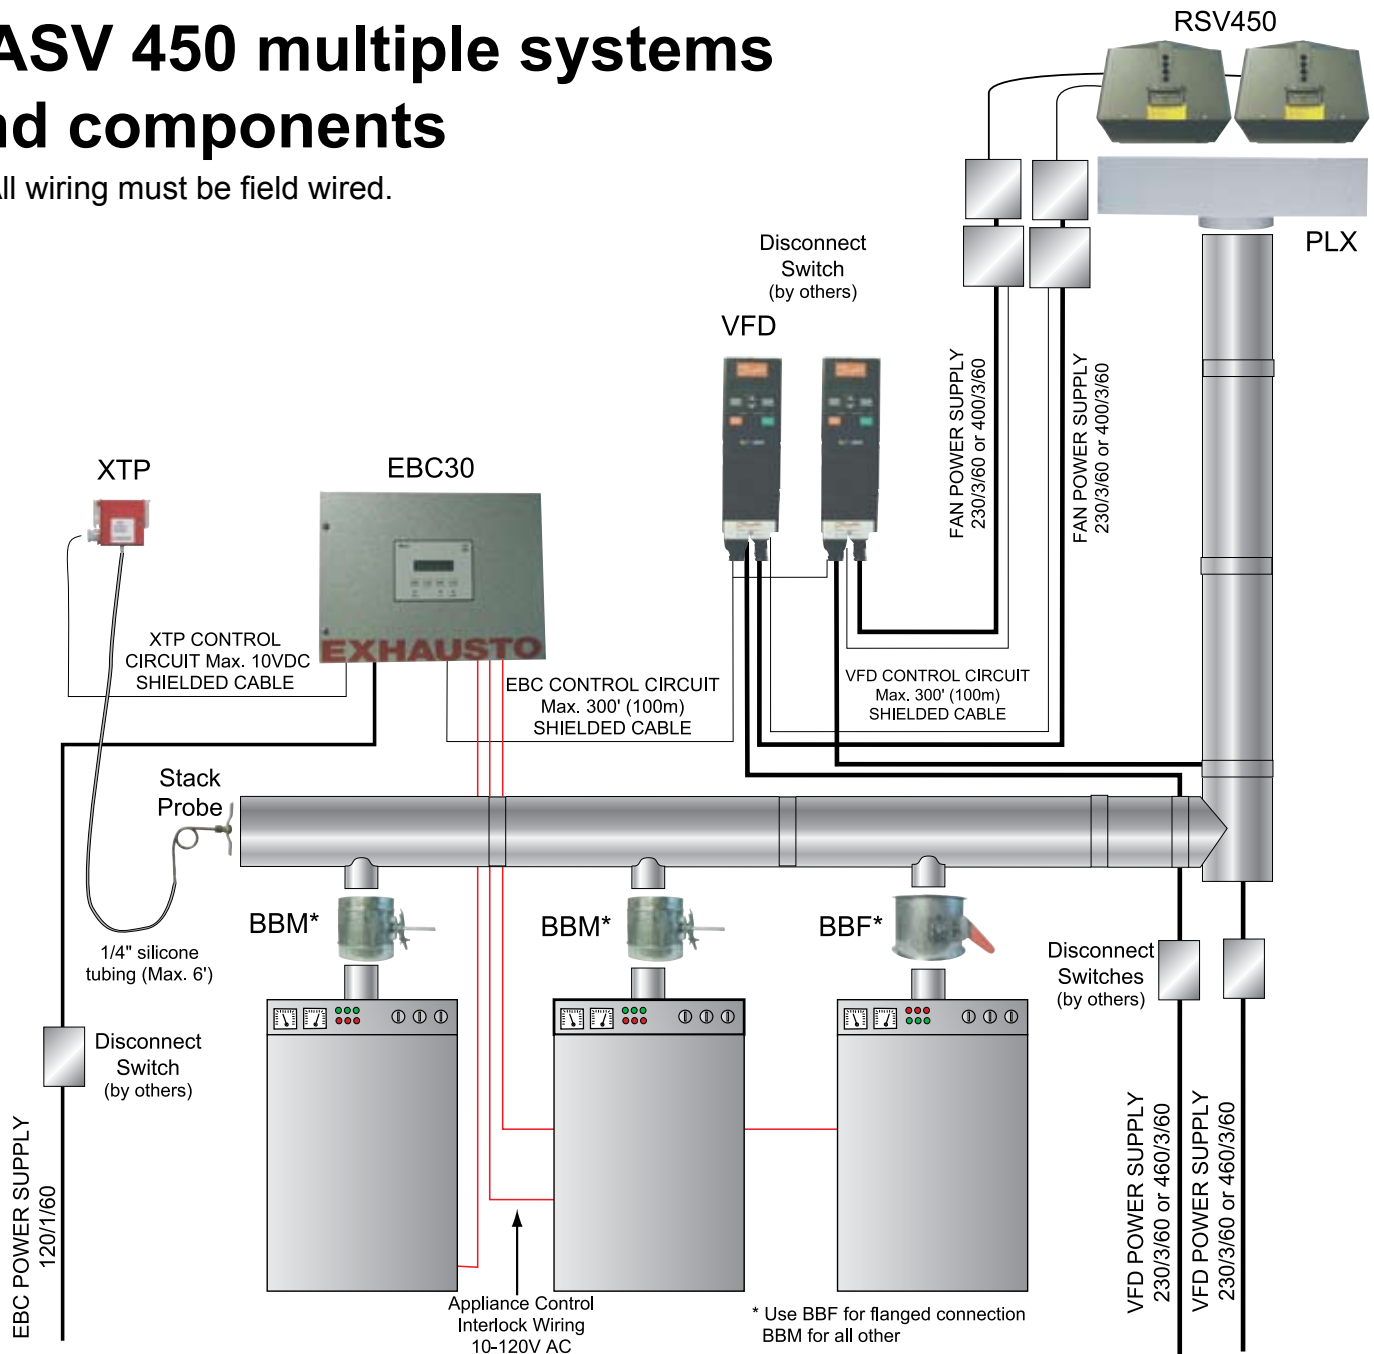 ASV 450 multiple systems
nd components
All wiring must be field wired.
RSV450
PLX
Disconnect
Switch
(by others)
VFD
FAN POWER SUPPLY
230/3/60 or 400/3/60
FAN POWER SUPPLY
230/3/60 or 400/3/60
XTP
EBC30
EXHAUSTO
XTP CONTROL
CIRCUIT Max. 10VDC
SHIELDED CABLE
EBC CONTROL CIRCUIT
Max. 300' (100m)
SHIELDED CABLE
VFD CONTROL CIRCUIT
Max. 300' (100m)
SHIELDED CABLE
Stack
Probe
BBM*
BBM*
BBF*
1/4" silicone
tubing (Max. 6')
Disconnect
Switches
(by others)
Disconnect
Switch
(by others)
EBC POWER SUPPLY
120/1/60
VFD POWER SUPPLY
230/3/60 or 460/3/60
VFD POWER SUPPLY
230/3/60 or 460/3/60
Appliance Control
Interlock Wiring
10-120V AC
* Use BBF for flanged connection
BBM for all other